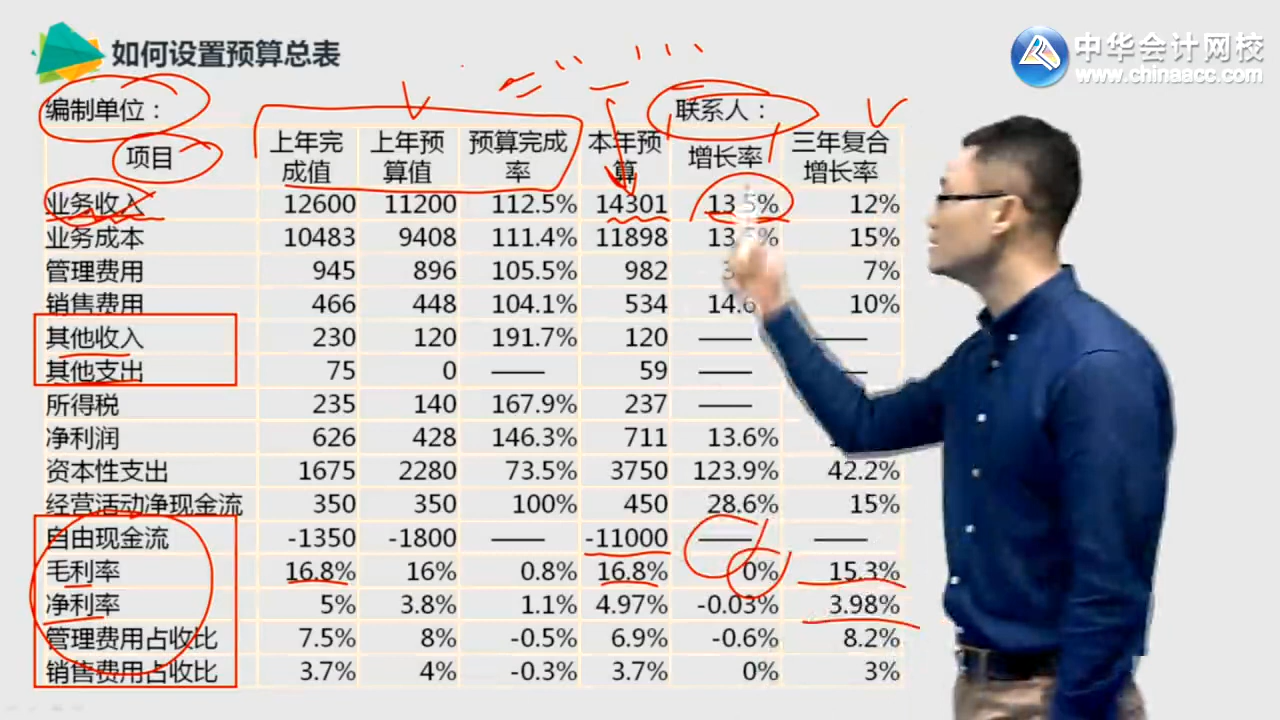 如何设置预算总表
中华会计网校
www.chinaacc.com
编制单位： 联系人：
项目 上年完成值 上年预算值 预算完成率 本年预算 增长率 三年复合增长率
业务收入 12600 11200 112.5% 14301 13.5% 12%
业务成本 10483 9408 111.4% 11898 15%
管理费用 945 896 105.5% 982 7%
销售费用 466 448 104.1% 534 14.6 10%
其他收入 230 120 191.7% 120 —— ——
其他支出 75 0 —— 59 —— —
所得税 235 140 167.9% 237 ——
净利润 626 428 146.3% 711 13.6%
资本性支出 1675 2280 73.5% 3750 123.9% 42.2%
经营活动净现金流 350 350 100% 450 28.6% 15%
自由现金流 -1350 -1800 —— -11000 —— ——
毛利率 16.8% 16% 0.8% 16.8% 0% 15.3%
净利率 5% 3.8% 1.1% 4.97% -0.03% 3.98%
管理费用占收比 7.5% 8% -0.5% 6.9% -0.6% 8.2%
销售费用占收比 3.7% 4% -0.3% 3.7% 0% 3%